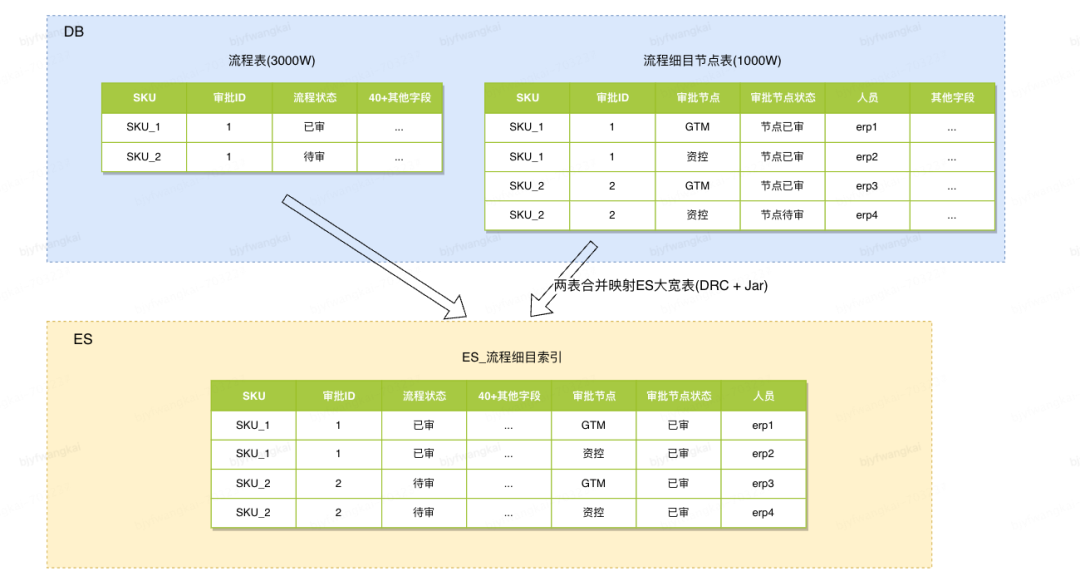 DB
流程表(3000W)
SKU 审批ID 流程状态 40+其他字段
SKU_1 1 已审 ...
SKU_2 1 待审 ...
流程细目节点表(1000W)
SKU 审批ID 审批节点 审批节点状态 人员 其他字段
SKU_1 1 GTM 节点已审 erp1 ...
SKU_1 1 资控 节点已审 erp2 ...
SKU_2 2 GTM 节点已审 erp3 ...
SKU_2 2 资控 节点待审 erp4 ...
两表合并映射ES大宽表(DRC + Jar)
ES
ES_流程细目索引
SKU 审批ID 流程状态 40+其他字段 审批节点 审批节点状态 人员
SKU_1 1 已审 ... GTM 已审 erp1
SKU_1 1 已审 ... 资控 已审 erp2
SKU_2 2 待审 ... GTM 已审 erp3
SKU_2 2 待审 ... 资控 已审 erp4